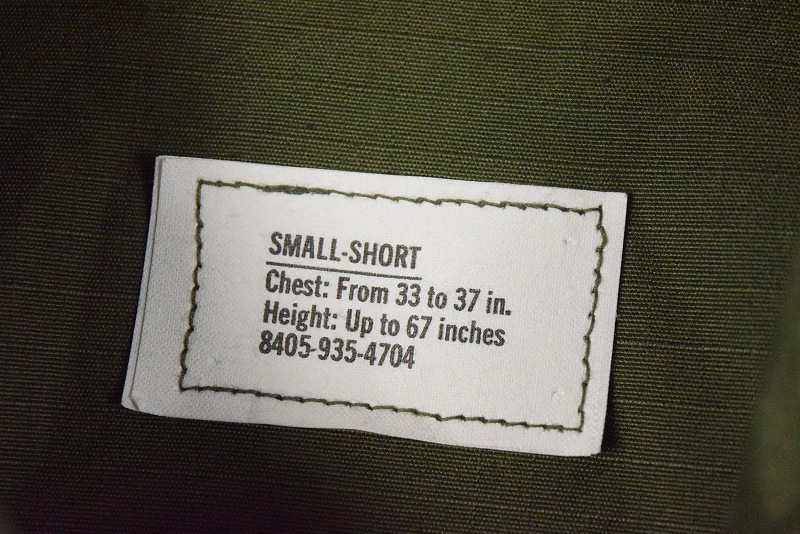 SMALL-SHORT
Chest: From 33 to 37 in.
Height: Up to 67 inches
8405-935-4704